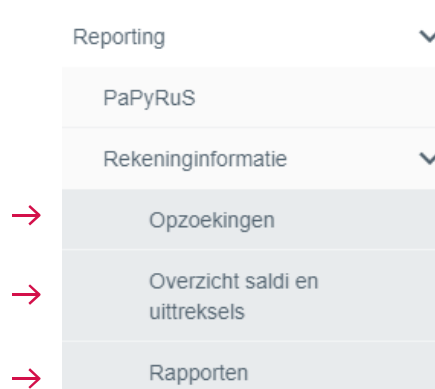 Reporting
PaPyRuS
Rekeninginformatie
Opzoekingen
Overzicht saldi en
uittreksels
Rapporten